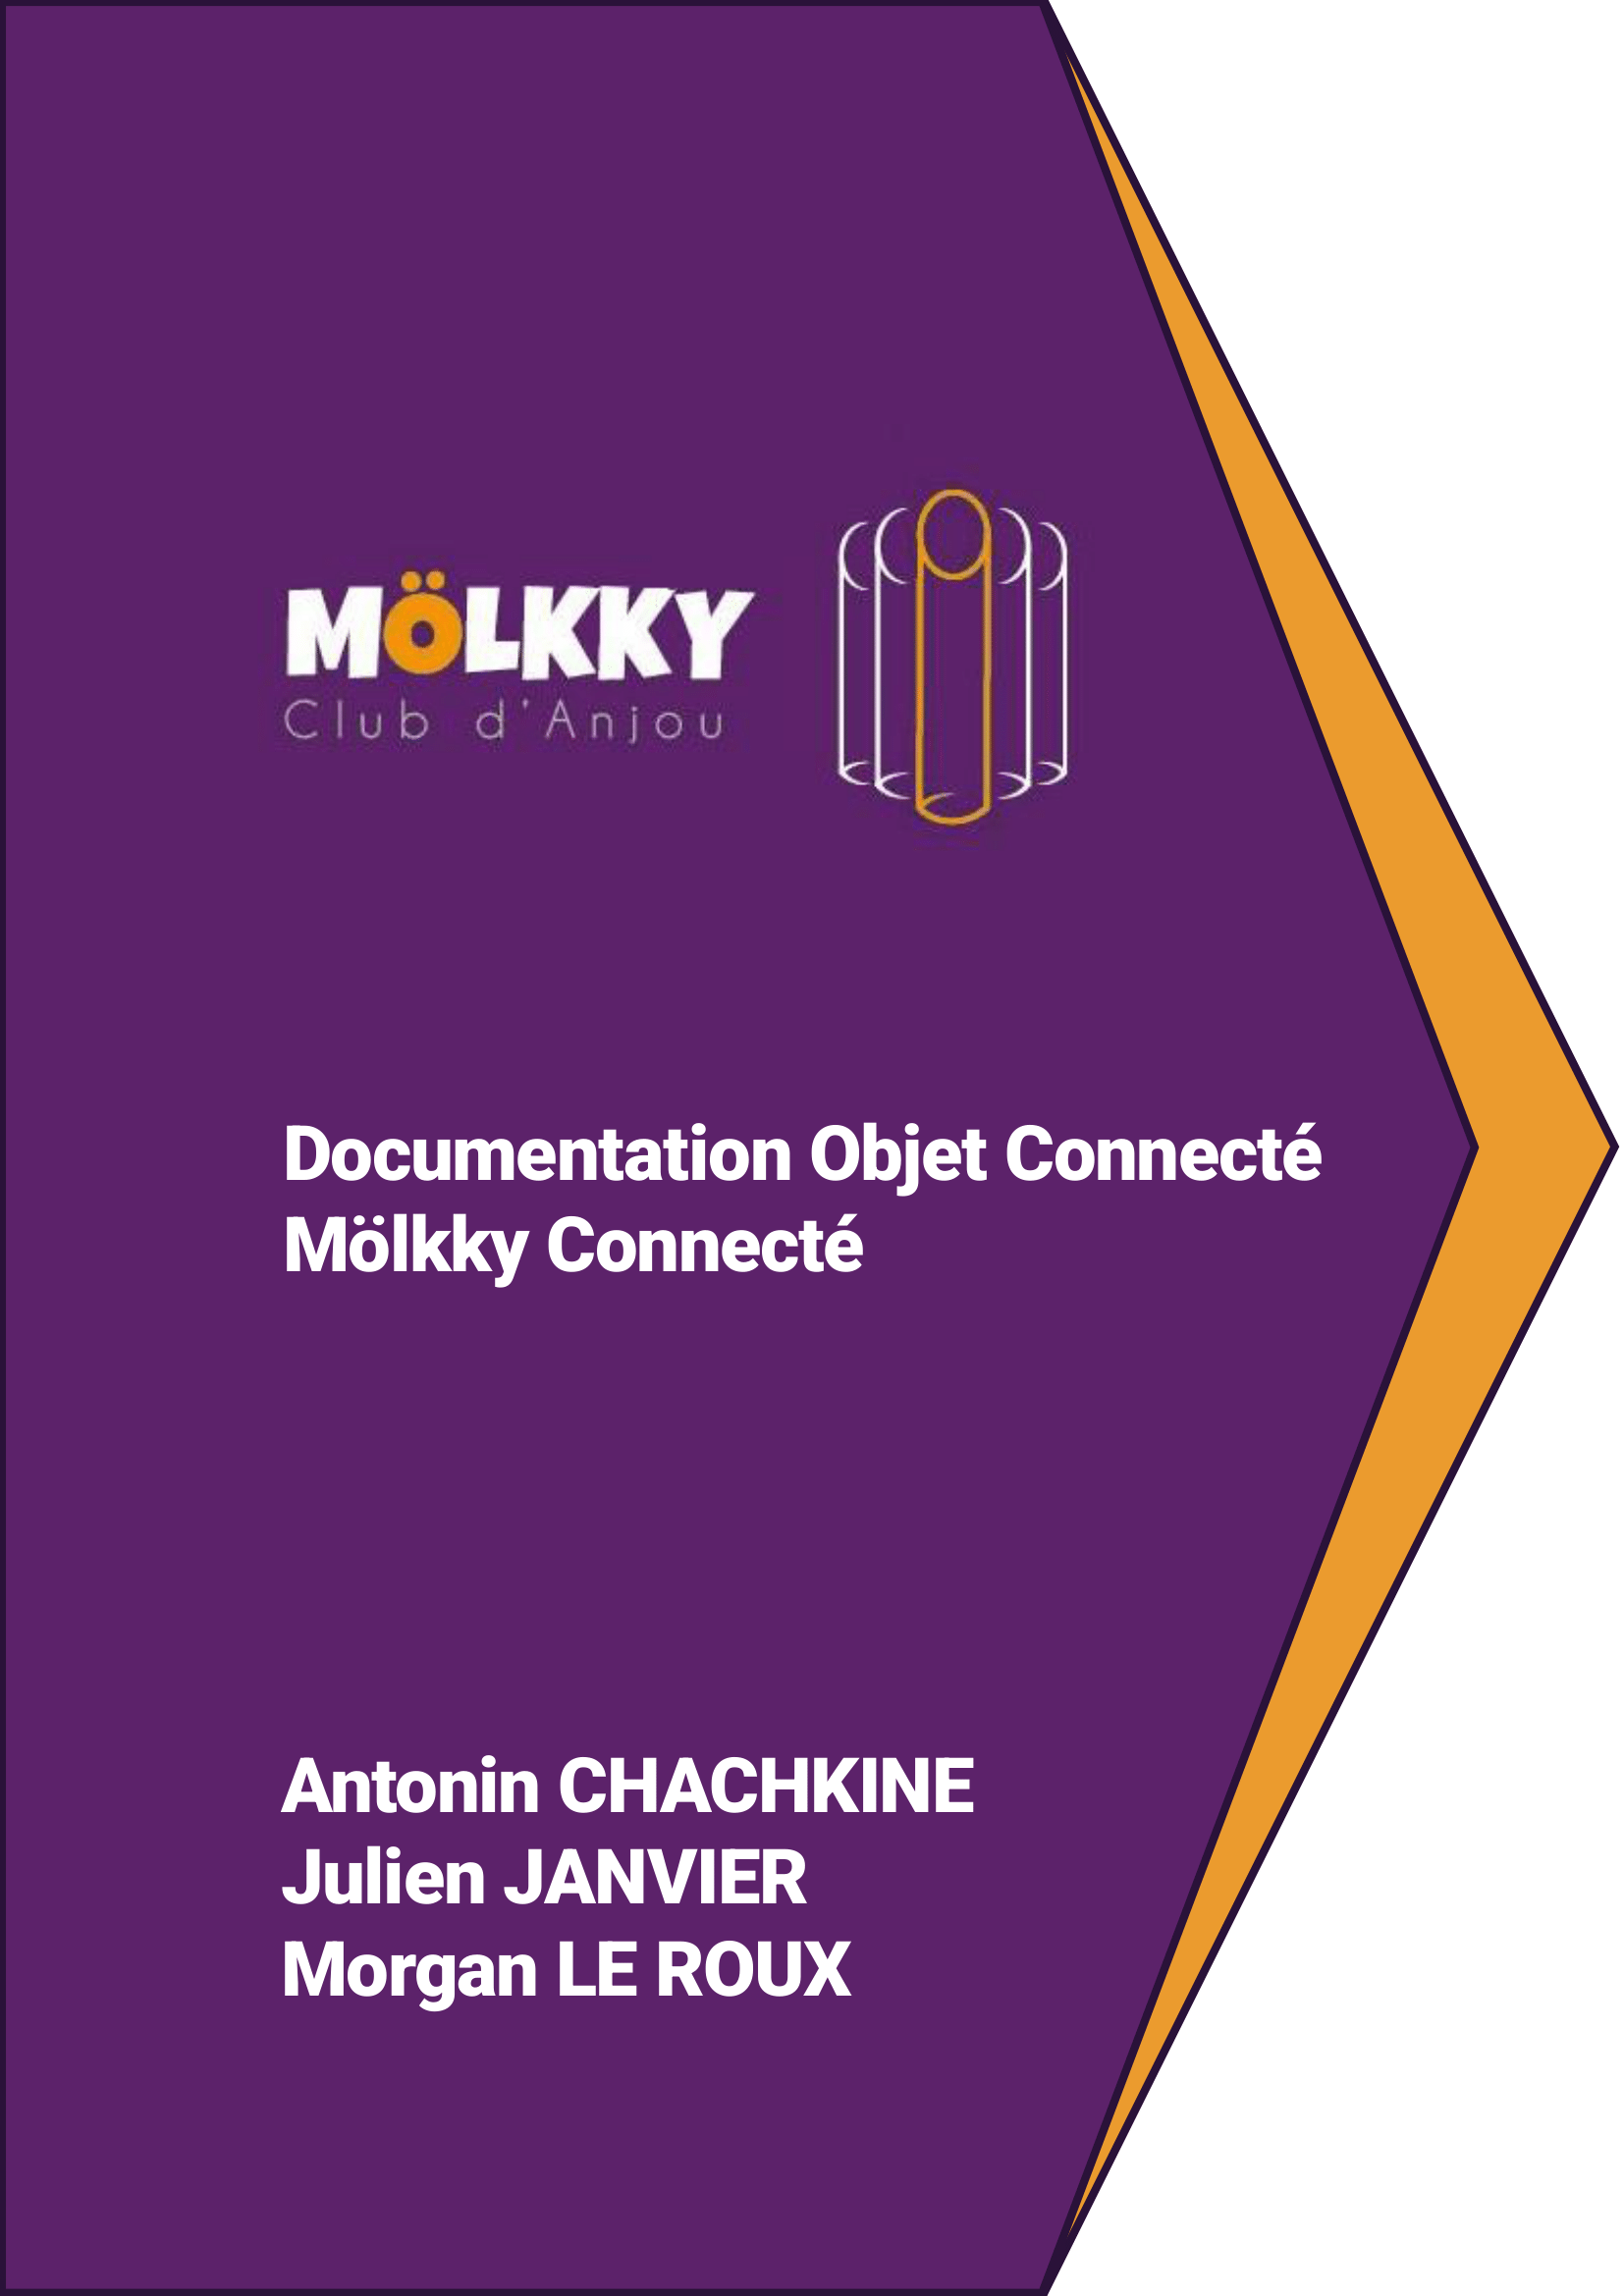 MÖLKKY
Club d'Anjou
Documentation Objet Connecté
Mölkky Connecté
Antonin CHACHKINE
Julien JANVIER
Morgan LE ROUX